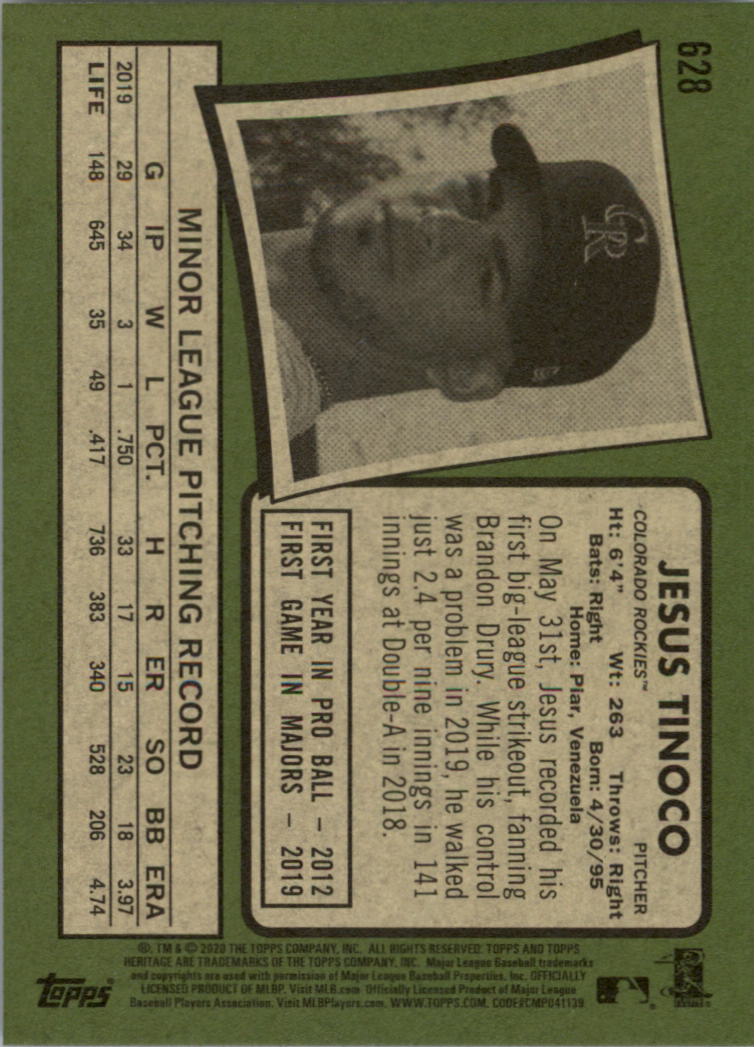 628
CR
JESUS TINOCO
COLORADO ROCKIES™ PITCHER
Ht: 6'4" Wt: 263 Throws: Right
Bats: Right Born: 4/30/95
Home: Piar, Venezuela
On May 31st, Jesus recorded his
first big-league strikeout, fanning
Brandon Drury. While his control
was a problem in 2019, he walked
just 2.4 per nine innings in 141
innings at Double-A in 2018.
FIRST YEAR IN PRO BALL – 2012
FIRST GAME IN MAJORS – 2019
MINOR LEAGUE PITCHING RECORD
G IP W L PCT. H R ER SO BB ERA
2019 29 34 3 1 .750 33 17 15 23 18 3.97
LIFE 148 645 35 49 .417 736 383 340 528 206 4.74
®, TM & © 2020 THE TOPPS COMPANY, INC. ALL RIGHTS RESERVED. TOPPS AND TOPPS
HERITAGE ARE TRADEMARKS OF THE TOPPS COMPANY, INC. Major League Baseball trademarks
and copyrights are used with permission of Major League Baseball Properties, Inc. OFFICIALLY
LICENSED PRODUCT OF MLBP. Visit MLB.com Officially Licensed Product of Major League
Baseball Players Association. Visit MLBPlayers.com. WWW.TOPPS.COM. CODE#CMP041139
topps®